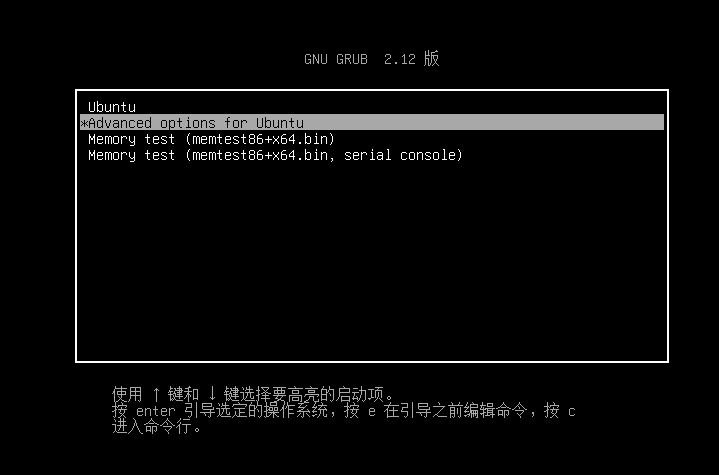 GNU GRUB  2.12 版
Ubuntu
*Advanced options for Ubuntu
Memory test (memtest86+x64.bin)
Memory test (memtest86+x64.bin, serial console)
使用 ↑ 键和 ↓ 键选择要高亮的启动项。
按 enter 引导选定的操作系统，按 e 在引导之前编辑命令，按 c
进入命令行。